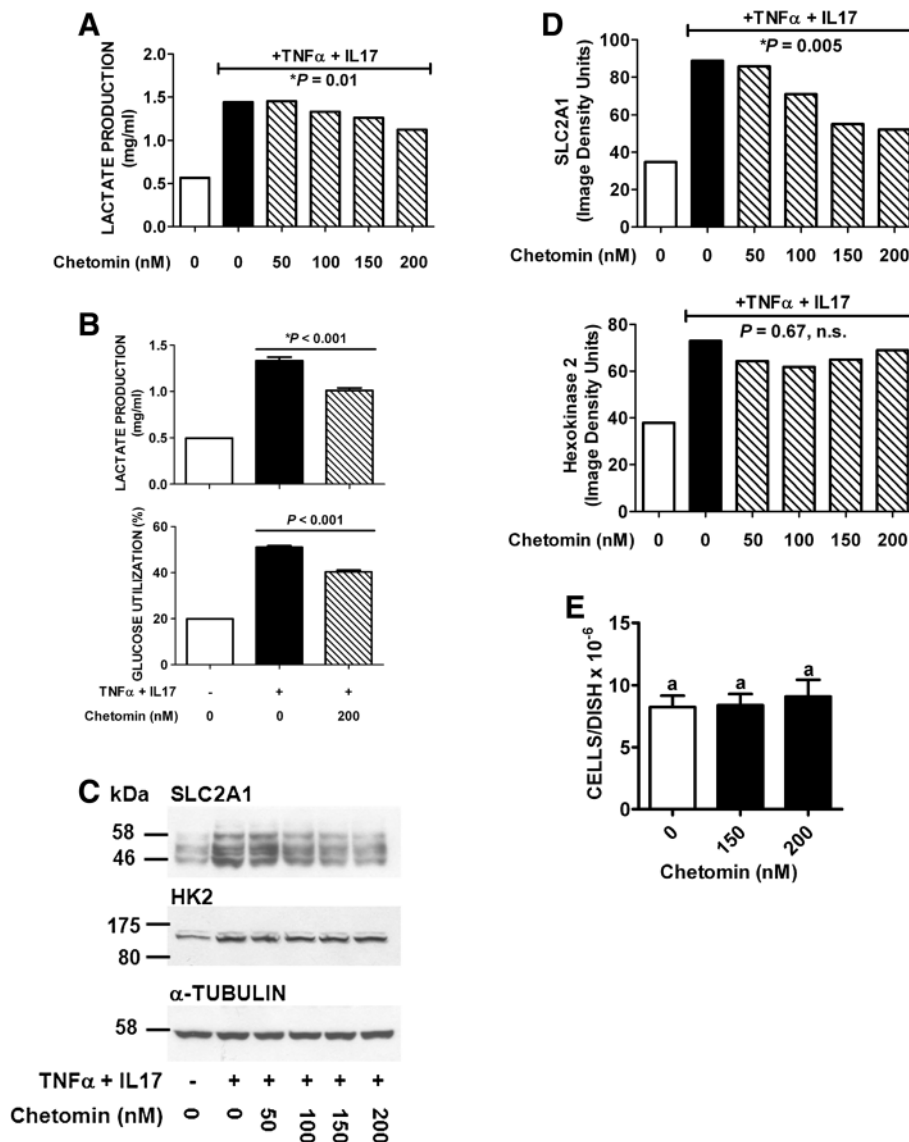 A
+TNFα + IL17
*P = 0.01
LACTATE PRODUCTION
(mg/ml)
1.5
2.0
1.0
0.5
0.0
Chetomin (nM) 0 0 50 100 150 200
B
*P < 0.001
LACTATE PRODUCTION
(mg/ml)
1.5
1.0
0.5
0.0
P < 0.001
GLUCOSE UTILIZATION (%)
60
40
20
0
TNFα + IL17 - + +
Chetomin (nM) 0 0 200
C kDa SLC2A1
58
46
HK2
175
80
α-TUBULIN
58
TNFα + IL17 - + + + + +
Chetomin (nM) 0 0 50 100 150 200
D
+TNFα + IL17
*P = 0.005
SLC2A1
(Image Density Units)
100
80
60
40
20
0
Chetomin (nM) 0 0 50 100 150 200
+TNFα + IL17
P = 0.67, n.s.
Hexokinase 2
(Image Density Units)
80
60
40
20
0
Chetomin (nM) 0 0 50 100 150 200
E
CELLS/DISH x 10-6
15
10
5
0
a a a
0 150 200
Chetomin (nM)